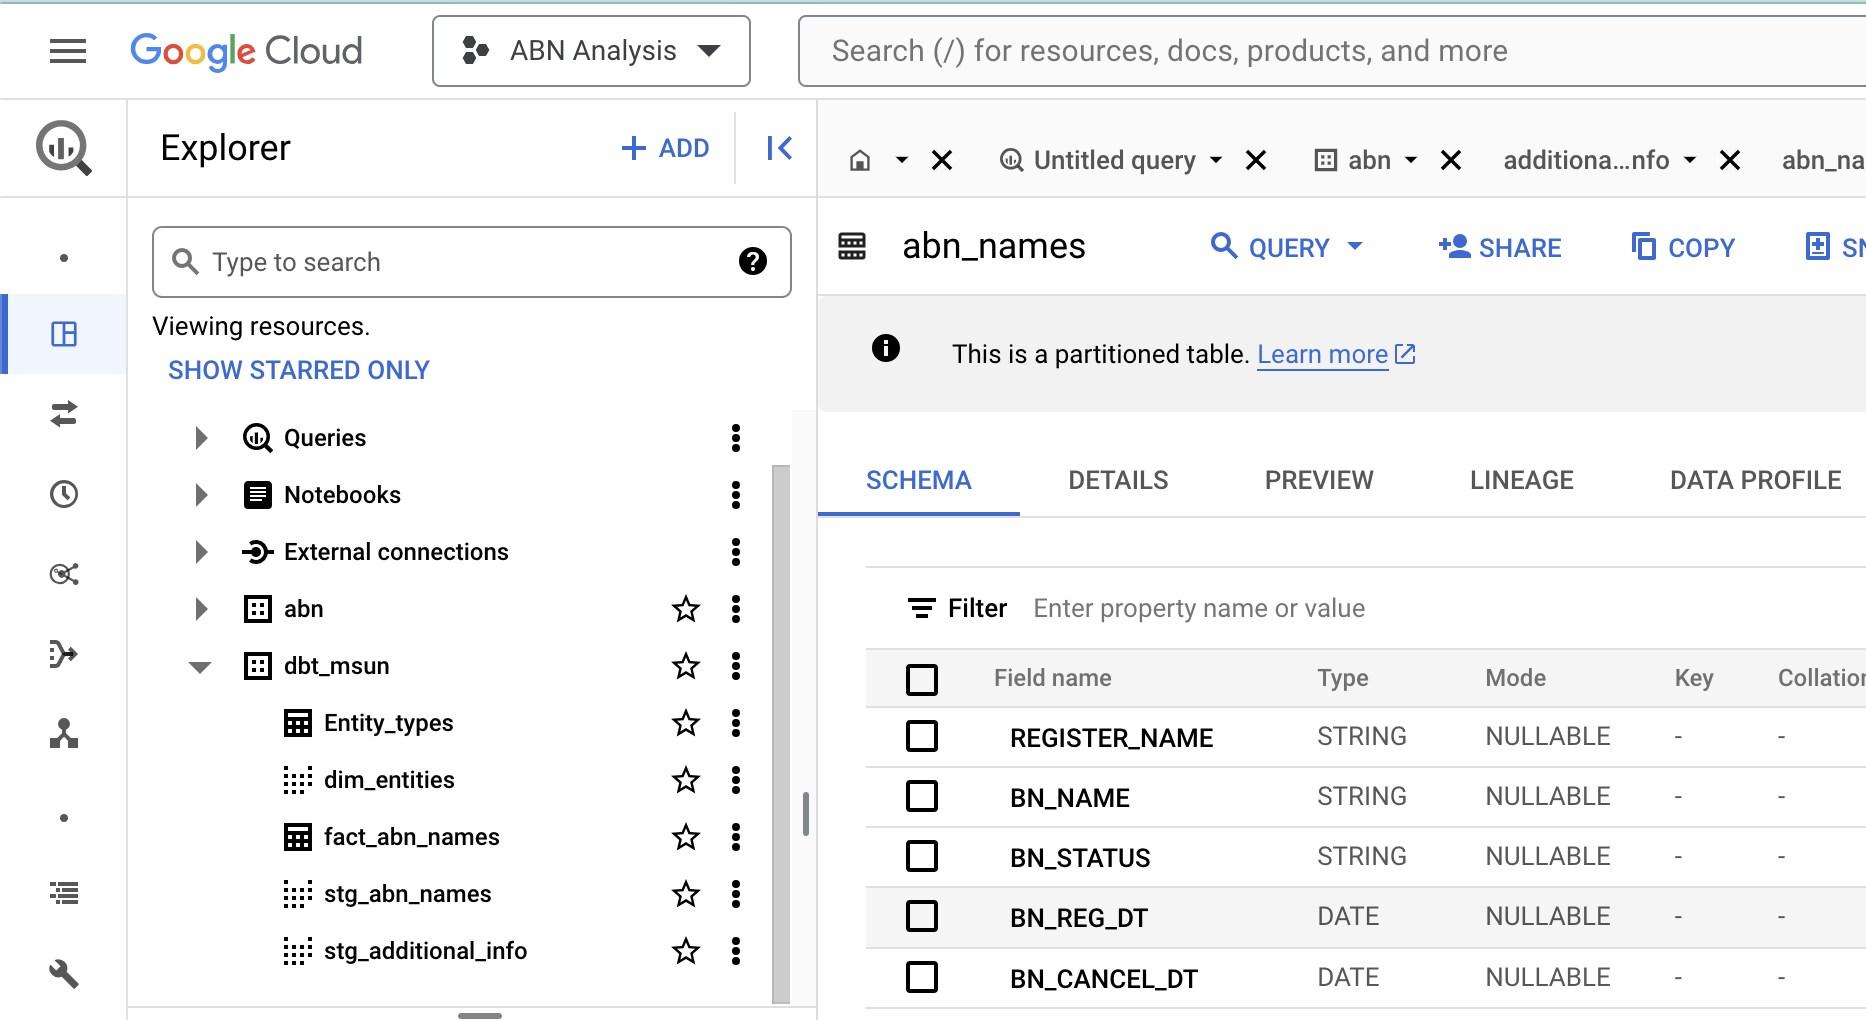 Google Cloud
ABN Analysis
Search (/) for resources, docs, products, and more
Explorer
+ ADD
Untitled query
abn
additiona...nfo
abn_na
Type to search
?
Viewing resources.
SHOW STARRED ONLY
Queries
Notebooks
External connections
abn
dbt_msun
Entity_types
dim_entities
fact_abn_names
stg_abn_names
stg_additional_info
abn_names
QUERY
SHARE
COPY
SN
This is a partitioned table. Learn more
SCHEMA DETAILS PREVIEW LINEAGE DATA PROFILE
Filter Enter property name or value
Field name Type Mode Key Collation
REGISTER_NAME STRING NULLABLE - -
BN_NAME STRING NULLABLE - -
BN_STATUS STRING NULLABLE - -
BN_REG_DT DATE NULLABLE - -
BN_CANCEL_DT DATE NULLABLE - -